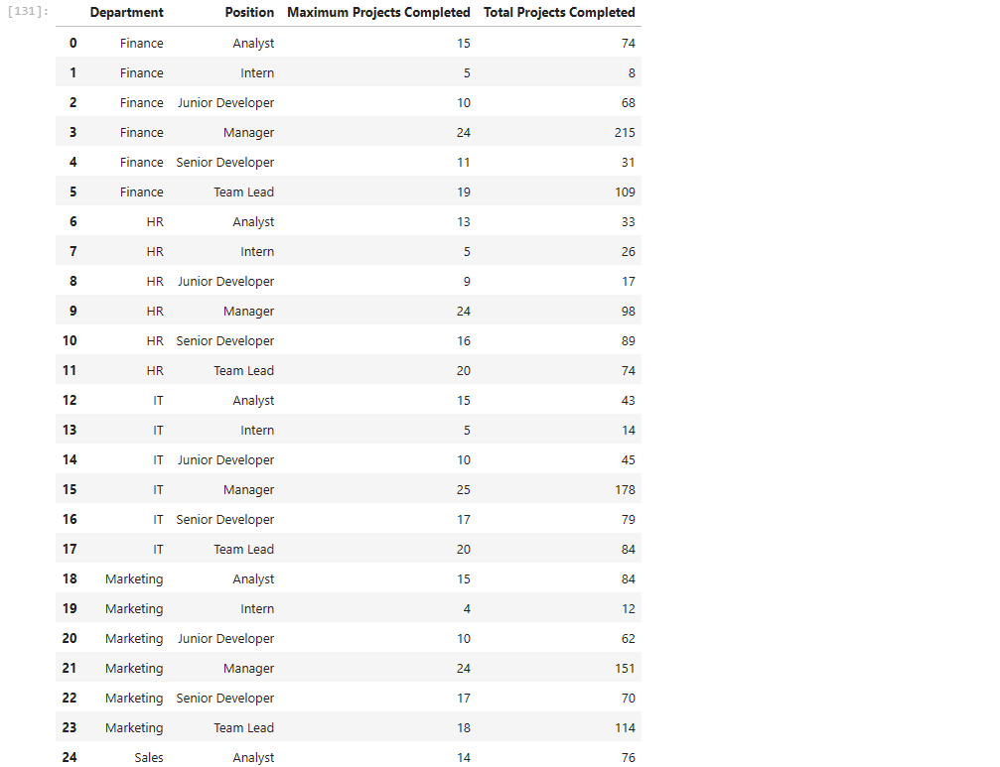 [131]: Department Position Maximum Projects Completed Total Projects Completed
0 Finance Analyst 15 74
1 Finance Intern 5 8
2 Finance Junior Developer 10 68
3 Finance Manager 24 215
4 Finance Senior Developer 11 31
5 Finance Team Lead 19 109
6 HR Analyst 13 33
7 HR Intern 5 26
8 HR Junior Developer 9 17
9 HR Manager 24 98
10 HR Senior Developer 16 89
11 HR Team Lead 20 74
12 IT Analyst 15 43
13 IT Intern 5 14
14 IT Junior Developer 10 45
15 IT Manager 25 178
16 IT Senior Developer 17 79
17 IT Team Lead 20 84
18 Marketing Analyst 15 84
19 Marketing Intern 4 12
20 Marketing Junior Developer 10 62
21 Marketing Manager 24 151
22 Marketing Senior Developer 17 70
23 Marketing Team Lead 18 114
24 Sales Analyst 14 76